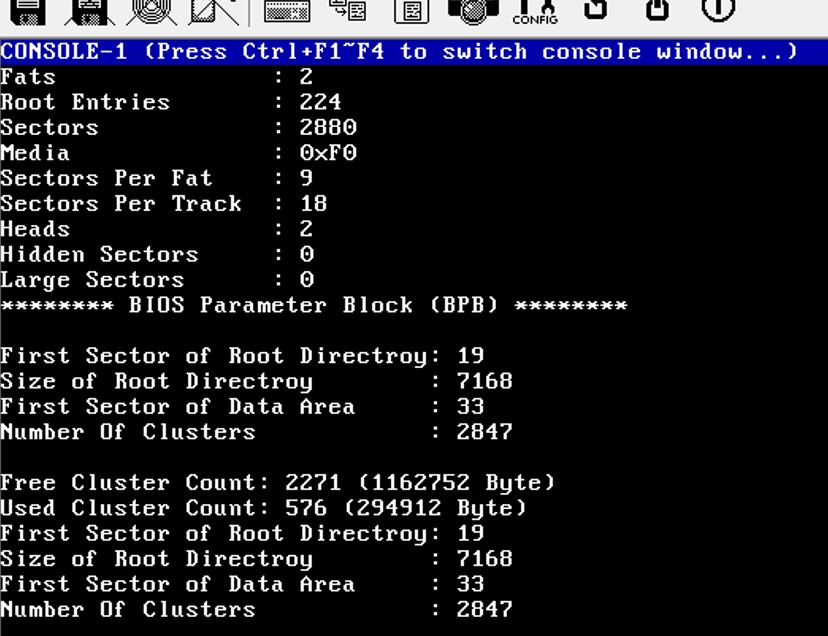 CONFIG
CONSOLE-1 (Press Ctrl+F1~F4 to switch console window...)
Fats : 2
Root Entries : 224
Sectors : 2880
Media : 0xF0
Sectors Per Fat : 9
Sectors Per Track : 18
Heads : 2
Hidden Sectors : 0
Large Sectors : 0
******** BIOS Parameter Block (BPB) ********
First Sector of Root Directroy: 19
Size of Root Directroy : 7168
First Sector of Data Area : 33
Number Of Clusters : 2847
Free Cluster Count: 2271 (1162752 Byte)
Used Cluster Count: 576 (294912 Byte)
First Sector of Root Directroy: 19
Size of Root Directroy : 7168
First Sector of Data Area : 33
Number Of Clusters : 2847